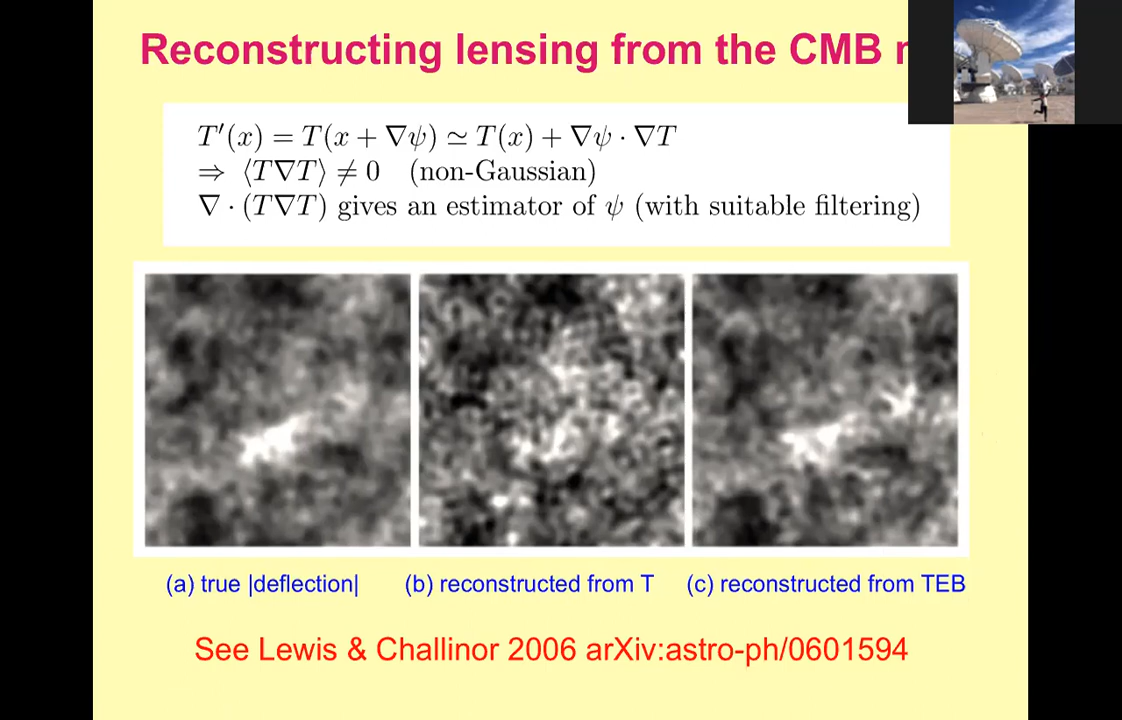 Reconstructing lensing from the CMB
T′(x) = T(x + ∇ψ) ≃ T(x) + ∇ψ · ∇T
⇒ ⟨T∇T⟩ ≠ 0 (non-Gaussian)
∇ · (T∇T) gives an estimator of ψ (with suitable filtering)
(a) true |deflection| (b) reconstructed from T (c) reconstructed from TEB
See Lewis & Challinor 2006 arXiv:astro-ph/0601594